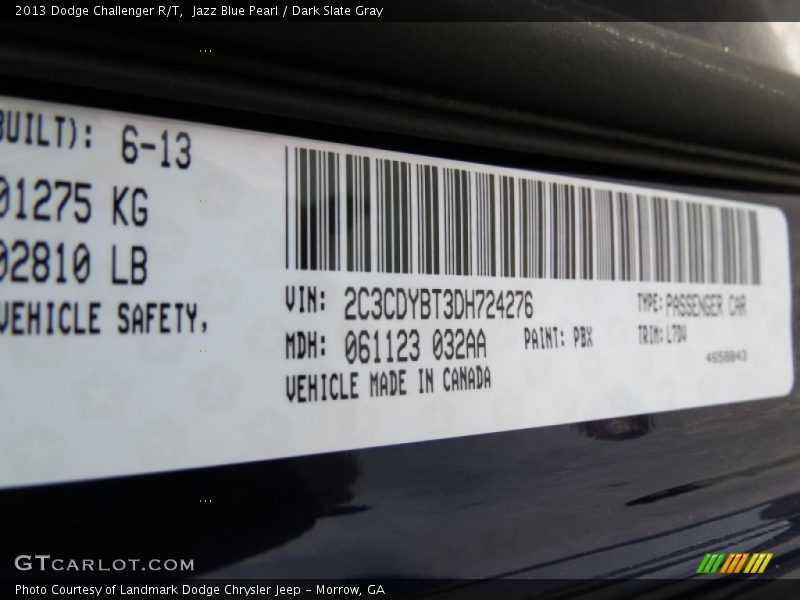 2013 Dodge Challenger R/T,  Jazz Blue Pearl / Dark Slate Gray
BUILT): 6-13
01275 KG
02810 LB
VEHICLE SAFETY,
VIN: 2C3CDYBT3DH724276
TYPE: PASSENGER CAR
MDH: 061123 032AA
PAINT: PBX
TRIM: L7DV
VEHICLE MADE IN CANADA
4658843
GTCARLOT.COM
Photo Courtesy of Landmark Dodge Chrysler Jeep - Morrow, GA